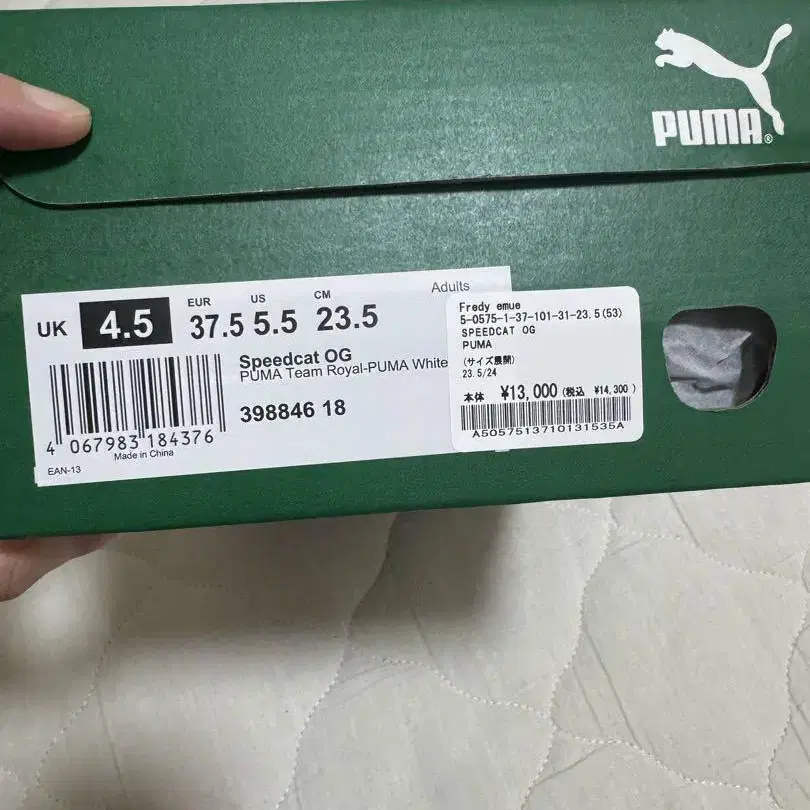 PUMA®
Adults
UK 4.5 EUR 37.5 US 5.5 CM 23.5
Speedcat OG
PUMA Team Royal-PUMA White
398846 18
4 067983 184376
Made in China
EAN-13
Fredy emue
5-0575-1-37-101-31-23.5(53)
SPEEDCAT OG
PUMA
(サイズ展開)
23.5/24
本体 ¥13,000 (税込 ¥14,300)
A5057513710131535A